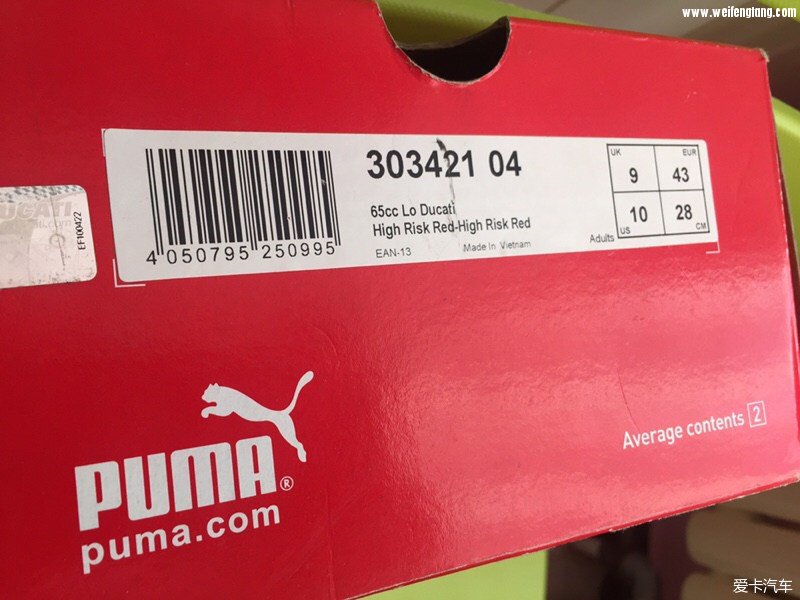 www.weifengtang.com
303421 04
65cc Lo Ducati
High Risk Red-High Risk Red
EAN-13
Made In Vietnam
4 050795 250995
UK
9
EUR
43
10
US
28
CM
Adults
DUCATI
EF100422
PUMA®
puma.com
Average contents 2
爱卡汽车